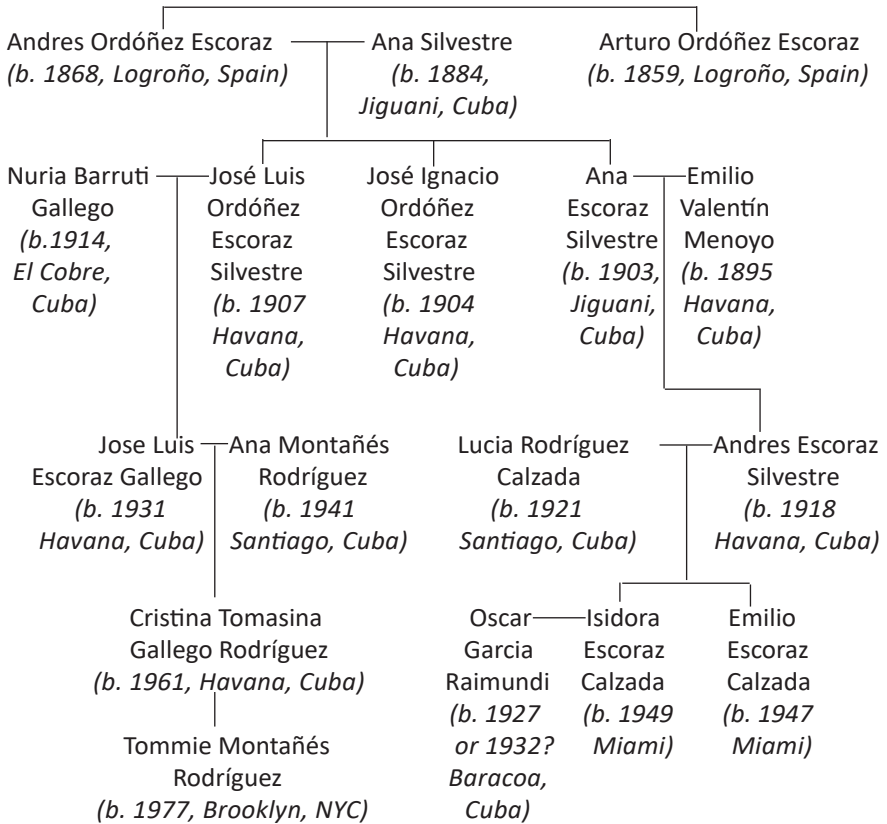 Andres Ordóñez Escoraz
(b. 1868, Logroño, Spain)
Ana Silvestre
(b. 1884,
Jiguani, Cuba)
Arturo Ordóñez Escoraz
(b. 1859, Logroño, Spain)
Nuria Barruti
Gallego
(b.1914,
El Cobre,
Cuba)
José Luis
Ordóñez
Escoraz
Silvestre
(b. 1907
Havana,
Cuba)
José Ignacio
Ordóñez
Escoraz
Silvestre
(b. 1904
Havana,
Cuba)
Ana
Escoraz
Silvestre
(b. 1903,
Jiguani,
Cuba)
Emilio
Valentín
Menoyo
(b. 1895
Havana,
Cuba)
Jose Luis
Escoraz Gallego
(b. 1931
Havana, Cuba)
Ana Montañés
Rodríguez
(b. 1941
Santiago, Cuba)
Lucia Rodríguez
Calzada
(b. 1921
Santiago, Cuba)
Andres Escoraz
Silvestre
(b. 1918
Havana, Cuba)
Cristina Tomasina
Gallego Rodríguez
(b. 1961, Havana, Cuba)
Oscar
Garcia
Raimundi
(b. 1927
or 1932?
Baracoa,
Cuba)
Isidora
Escoraz
Calzada
(b. 1949
Miami)
Emilio
Escoraz
Calzada
(b. 1947
Miami)
Tommie Montañés
Rodríguez
(b. 1977, Brooklyn, NYC)